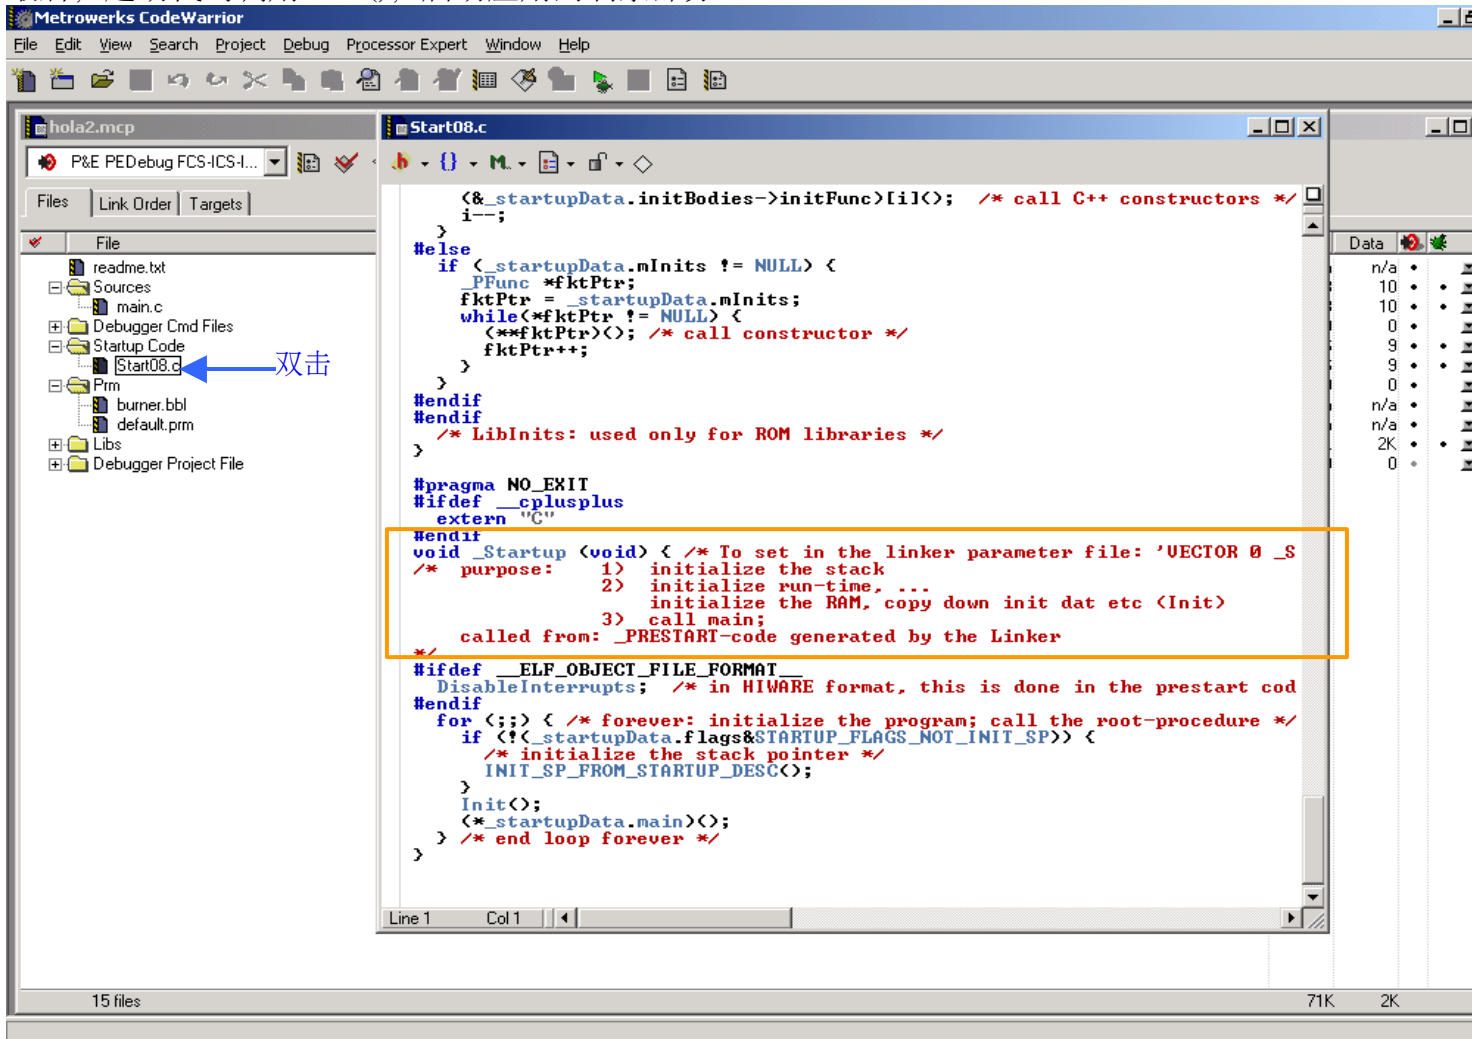 Metrowerks CodeWarrior
File Edit View Search Project Debug Processor Expert Window Help
hola2.mcp
P&E PEDebug FCS-ICS-I...
Files Link Order Targets
File
readme.txt
Sources
main.c
Debugger Cmd Files
Startup Code
Start08.c
双击
Prm
burner.bbl
default.prm
Libs
Debugger Project File
15 files
Start08.c
(&_startupData.initBodies->initFunc)[i](); /* call C++ constructors */
i--;
}
#else
if (_startupData.mInits != NULL) {
_PFunc *fktPtr;
fktPtr = _startupData.mInits;
while(*fktPtr != NULL) {
(**fktPtr)(); /* call constructor */
fktPtr++;
}
}
#endif
#endif
/* LibInits: used only for ROM libraries */
}
#pragma NO_EXIT
#ifdef __cplusplus
extern "C"
#endif
void _Startup (void) { /* To set in the linker parameter file: 'VECTOR 0 _S
/* purpose: 1) initialize the stack
2) initialize run-time, ...
initialize the RAM, copy down init dat etc (Init)
3) call main;
called from: _PRESTART-code generated by the Linker
*/
#ifdef __ELF_OBJECT_FILE_FORMAT__
DisableInterrupts; /* in HIWARE format, this is done in the prestart cod
#endif
for (;;) { /* forever: initialize the program; call the root-procedure */
if (!(_startupData.flags&STARTUP_FLAGS_NOT_INIT_SP)) {
/* initialize the stack pointer */
INIT_SP_FROM_STARTUP_DESC();
}
Init();
(*_startupData.main)();
} /* end loop forever */
}
Line 1 Col 1
Data
n/a
10
10
0
9
9
0
n/a
n/a
2K
0
71K 2K